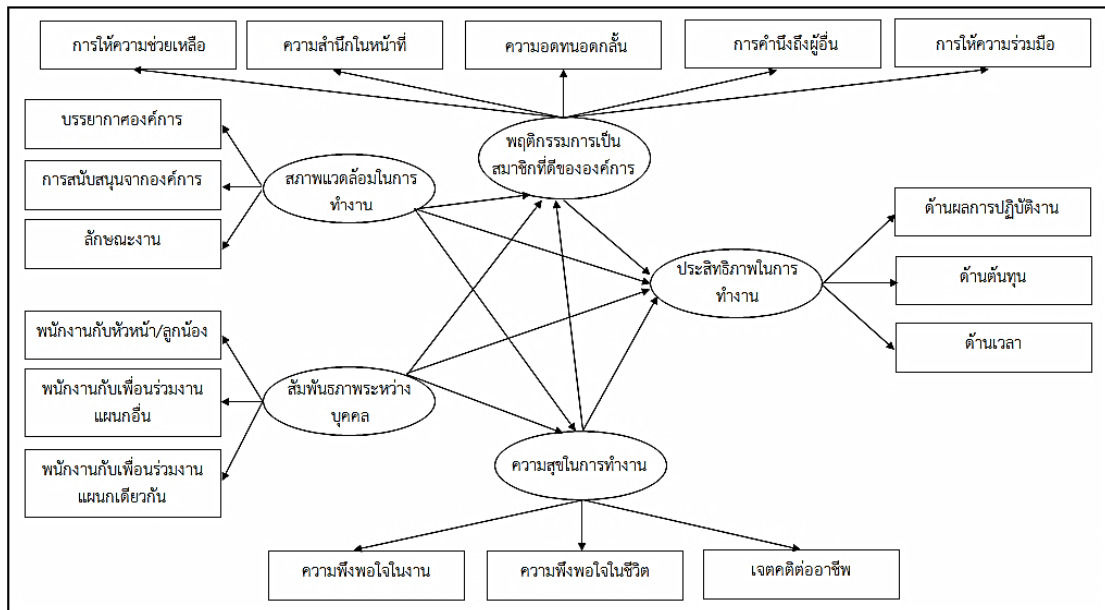 การให้ความช่วยเหลือ
ความสำนึกในหน้าที่
ความอดทนอดกลั้น
การคำนึงถึงผู้อื่น
การให้ความร่วมมือ
บรรยากาศองค์การ
การสนับสนุนจากองค์การ
ลักษณะงาน
สภาพแวดล้อมในการ
ทำงาน
พฤติกรรมการเป็น
สมาชิกที่ดีขององค์การ
ประสิทธิภาพในการ
ทำงาน
ด้านผลการปฏิบัติงาน
ด้านต้นทุน
ด้านเวลา
พนักงานกับหัวหน้า/ลูกน้อง
พนักงานกับเพื่อนร่วมงาน
แผนกอื่น
พนักงานกับเพื่อนร่วมงาน
แผนกเดียวกัน
สัมพันธภาพระหว่าง
บุคคล
ความสุขในการทำงาน
ความพึงพอใจในงาน
ความพึงพอใจในชีวิต
เจตคติต่ออาชีพ